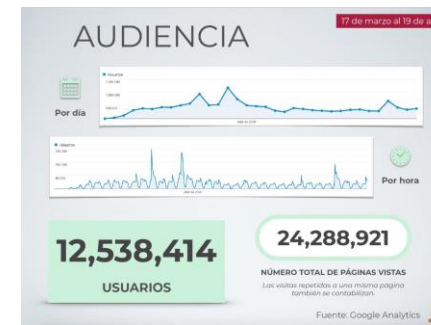 AUDIENCIA
17 de marzo al 19 de a
Usuarios
Por día
Usuarios
Por hora
12,538,414
USUARIOS
24,288,921
NÚMERO TOTAL DE PÁGINAS VISTAS
Las visitas repetidas a una misma página
también se contabilizan.
Fuente: Google Analytics